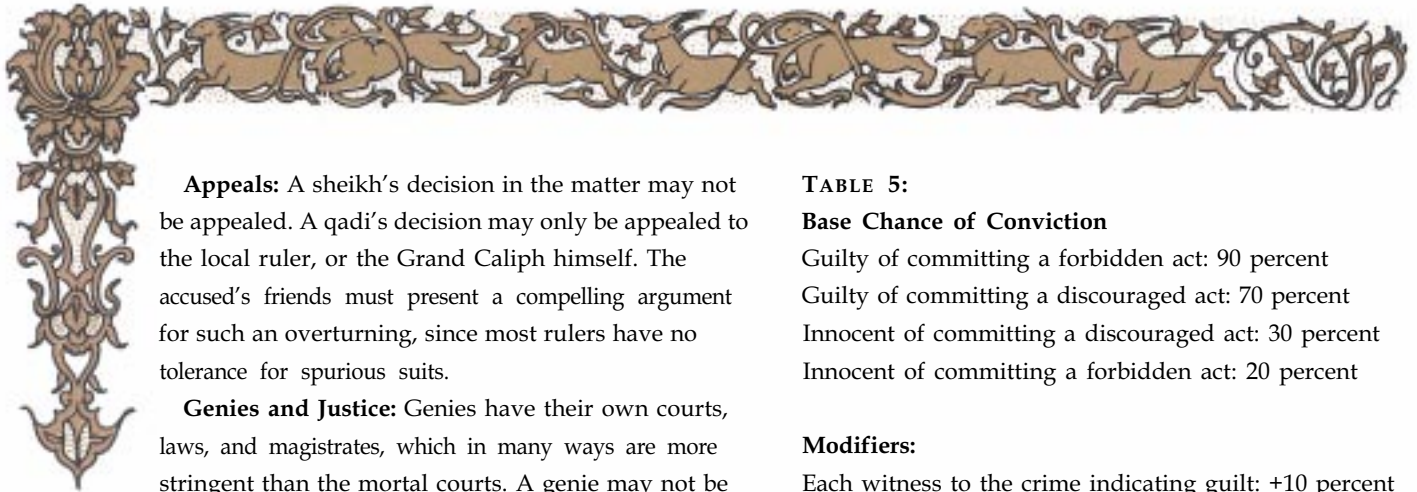 Appeals: A sheikh’s decision in the matter may not
be appealed. A qadi’s decision may only be appealed to
the local ruler, or the Grand Caliph himself. The
accused’s friends must present a compelling argument
for such an overturning, since most rulers have no
tolerance for spurious suits.
Genies and Justice: Genies have their own courts,
laws, and magistrates, which in many ways are more
stringent than the mortal courts. A genie may not be
TABLE 5:
Base Chance of Conviction
Guilty of committing a forbidden act: 90 percent
Guilty of committing a discouraged act: 70 percent
Innocent of committing a discouraged act: 30 percent
Innocent of committing a forbidden act: 20 percent
Modifiers:
Each witness to the crime indicating guilt: +10 percent